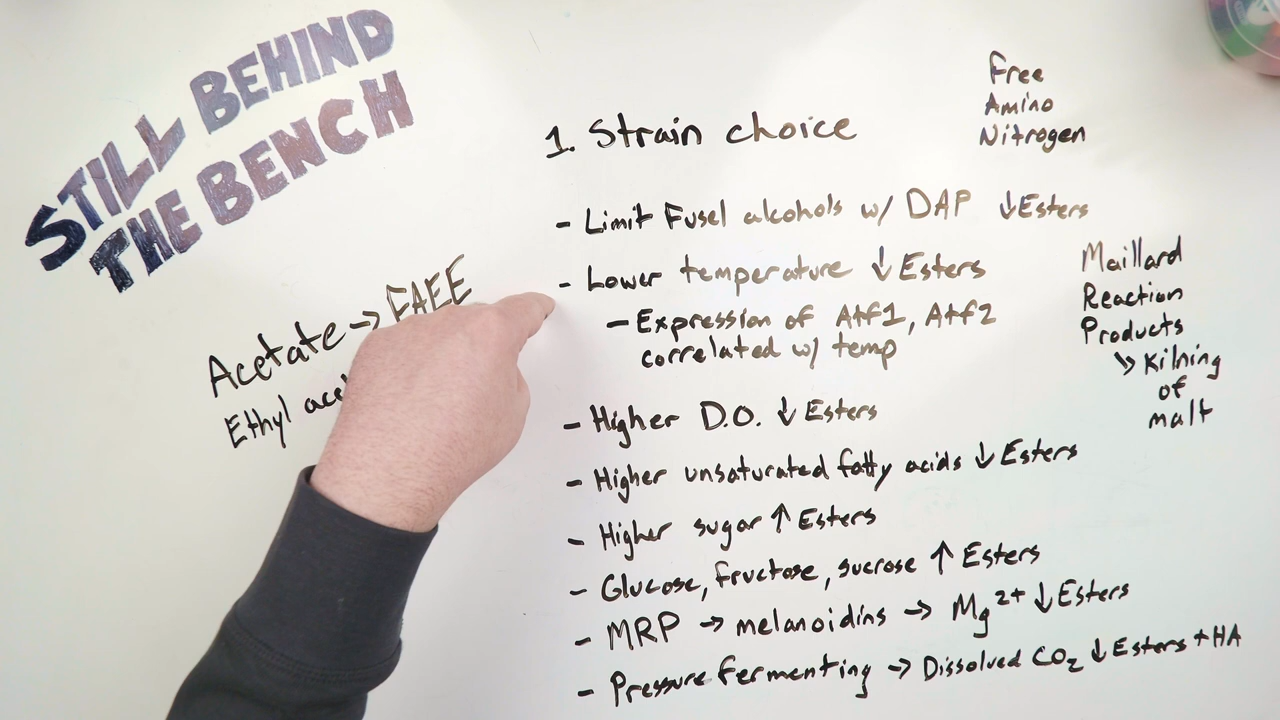 STILL BEHIND
THE BENCH
Acetate → FAEE
Ethyl
1. Strain choice
Free
Amino
Nitrogen
- Limit Fusel alcohols w/ DAP ↓Esters
- Lower temperature ↓Esters
- Expression of Atf1, Atf2
correlated w/ temp
Maillard
Reaction
Products
↳ Kilning
of
malt
- Higher D.O. ↓ Esters
- Higher unsaturated fatty acids ↓ Esters
- Higher sugar ↑ Esters
- Glucose, fructose, sucrose ↑ Esters
- MRP → melanoidins → Mg²⁺ ↓Esters
- Pressure fermenting → Dissolved CO₂ ↓ Esters + HA